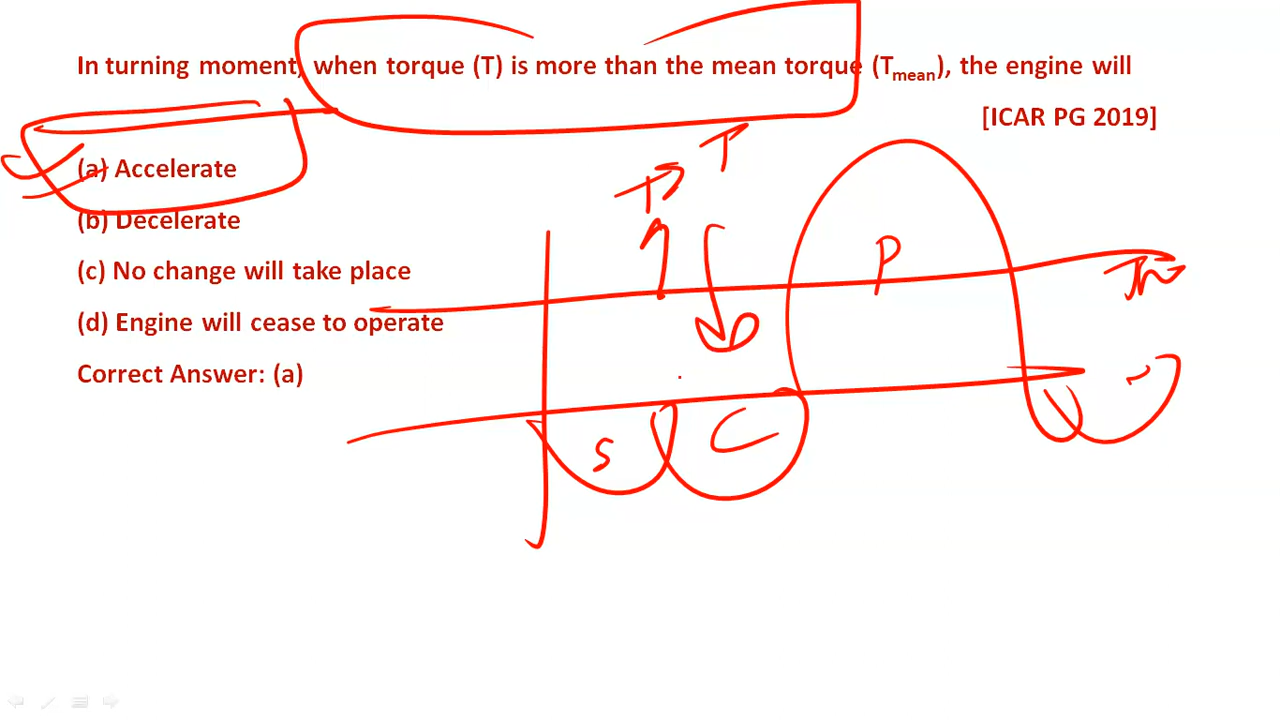 In turning moment, when torque (T) is more than the mean torque (Tmean), the engine will
[ICAR PG 2019]
(a) Accelerate
(b) Decelerate
(c) No change will take place
(d) Engine will cease to operate
Correct Answer: (a)
T
T
P
Tm
S
C